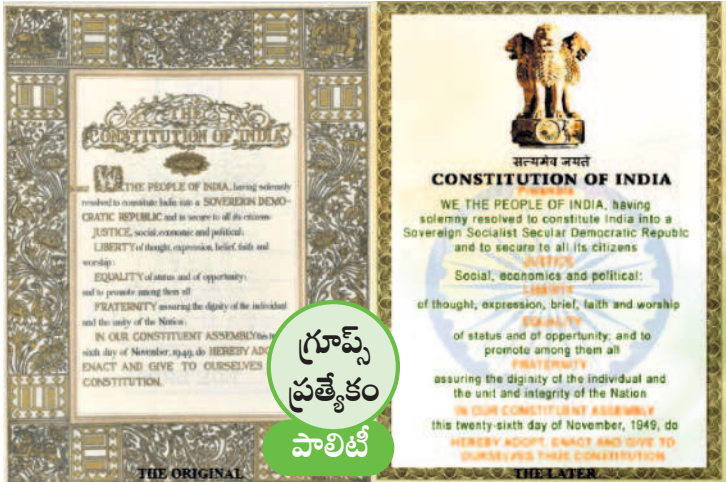 THE
CONSTITUTION OF INDIA
WE, THE PEOPLE OF INDIA, having solemnly
resolved to constitute India into a SOVEREIGN DEMO-
CRATIC REPUBLIC and to secure to all its citizens:
JUSTICE, social, economic and political;
LIBERTY of thought, expression, belief, faith and
worship;
EQUALITY of status and of opportunity;
and to promote among them all
FRATERNITY assuring the dignity of the individual
and the unity of the Nation;
IN OUR CONSTITUENT ASSEMBLY this
sixth day of November, 1949, do HEREBY
ENACT AND GIVE TO OURSELVES
CONSTITUTION.
THE ORIGINAL
గ్రూప్స్
ప్రత్యేకం
పాలిటీ
सत्यमेव जयते
CONSTITUTION OF INDIA
Preamble
WE THE PEOPLE OF INDIA, having
solemny resolved to constitute India into a
Sovereign Socialist Secular Democratic Republic
and to secure to all its citizens
JUSTICE
Social, economics and political:
LIBERTY
of thought, expression, brief, faith and worship
EQUALITY
of status and of opportunity; and to
promote among them all
FRATERNITY
assuring the diginity of the individual and
the unit and integrity of the Nation
IN OUR CONSTITUENT ASSEMBLY
this twenty-sixth day of November, 1949, do
HEREBY ADOPT, ENACT AND GIVE TO
OURSELVES THUS CONSTITUTION
THE LATER